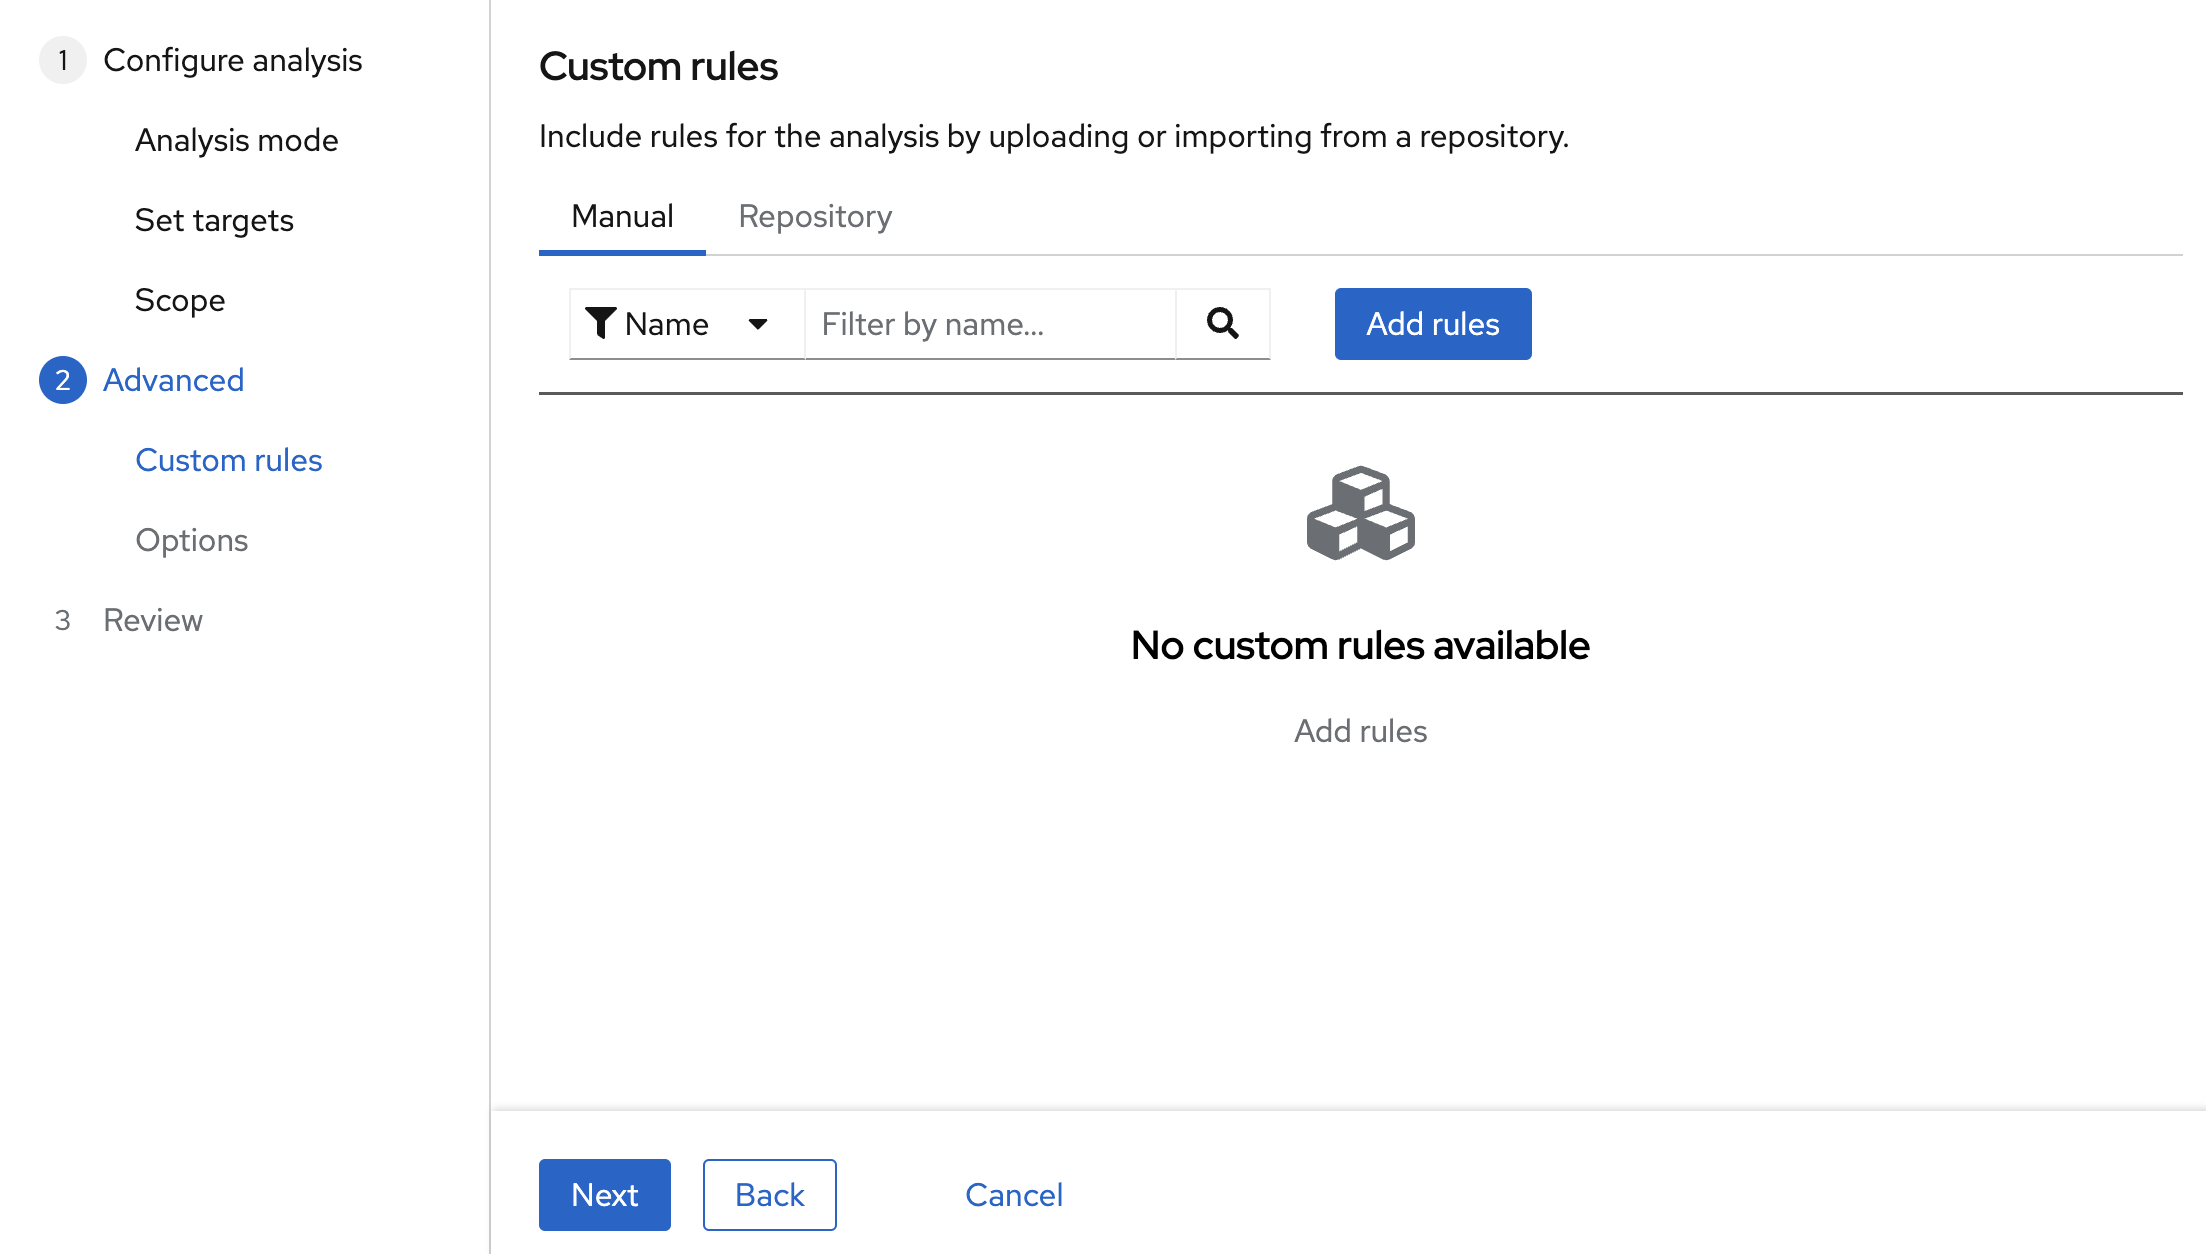 1 Configure analysis
Analysis mode
Set targets
Scope
2 Advanced
Custom rules
Options
3 Review
Custom rules
Include rules for the analysis by uploading or importing from a repository.
Manual Repository
Name Filter by name... Add rules
No custom rules available
Add rules
Next Back Cancel